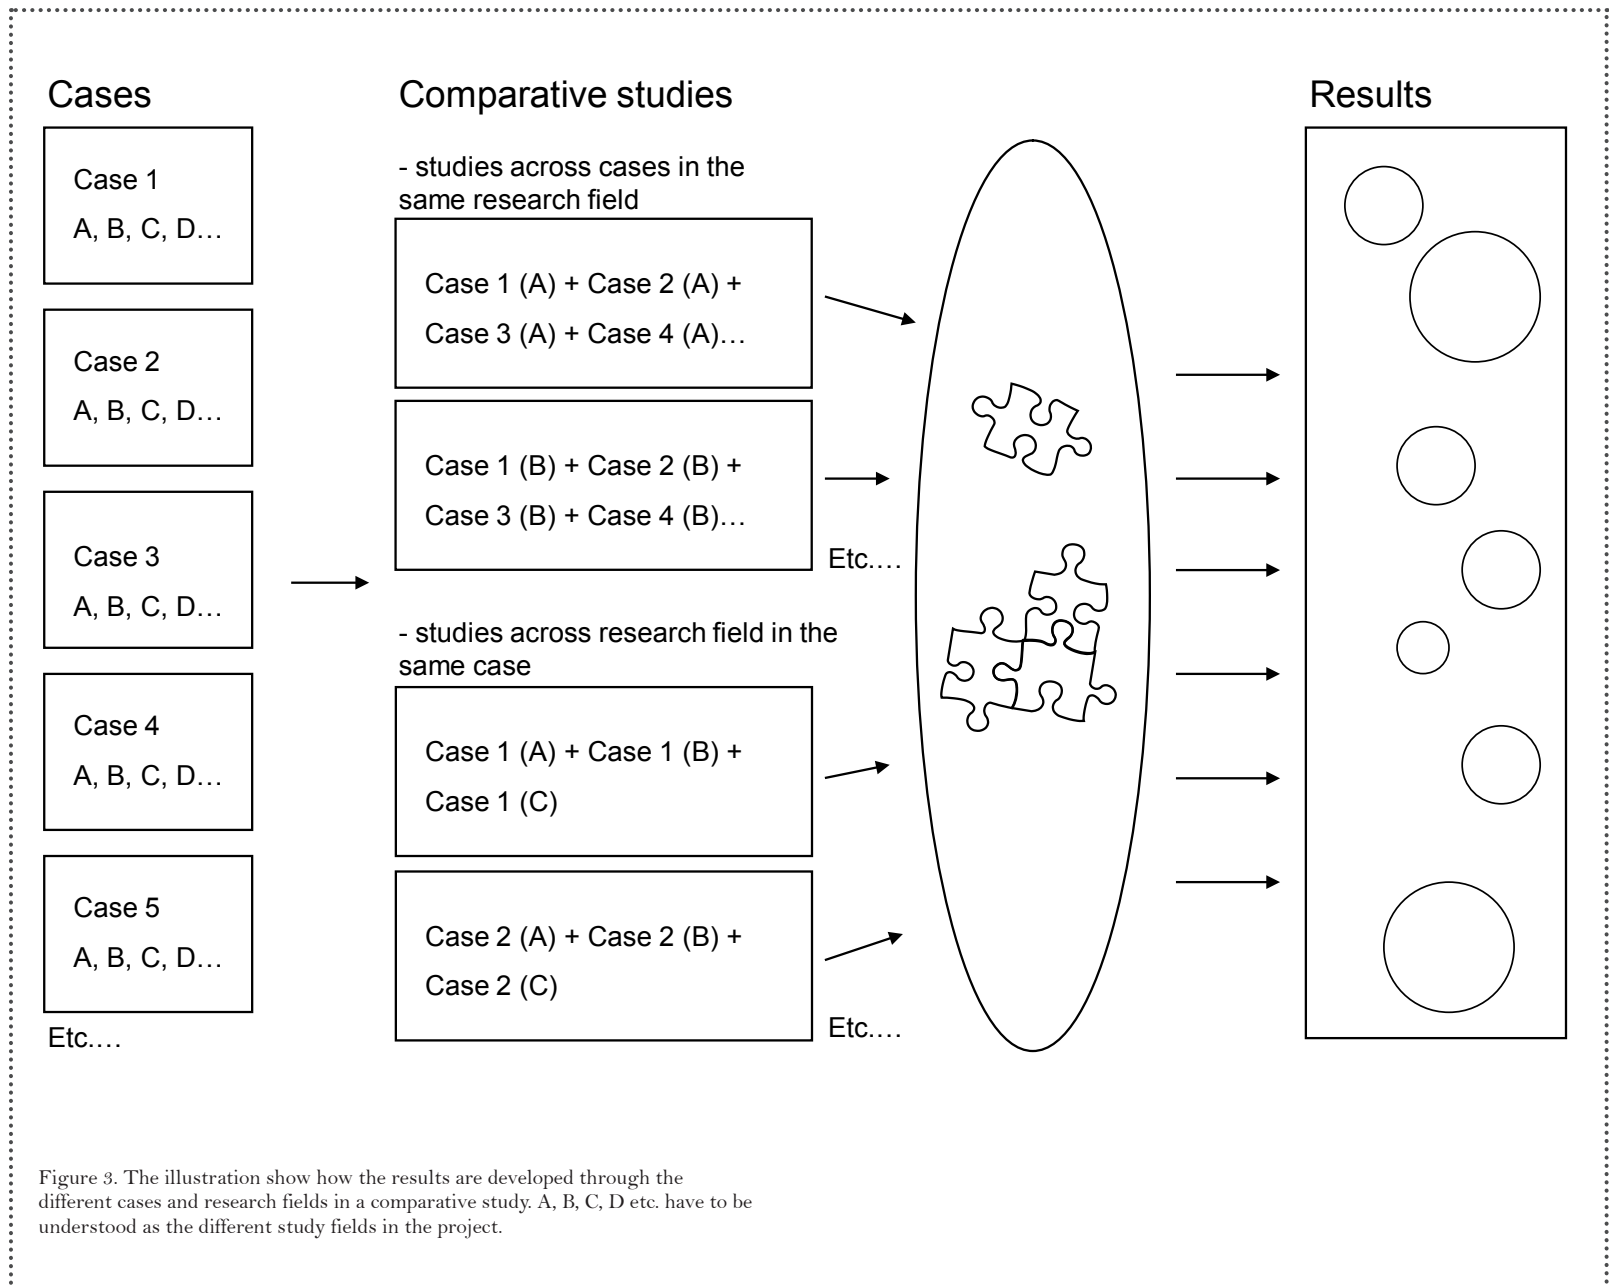 Cases
Case 1
A, B, C, D…
Case 2
A, B, C, D…
Case 3
A, B, C, D…
Case 4
A, B, C, D…
Case 5
A, B, C, D…
Etc.…
Comparative studies
- studies across cases in the
same research field
Case 1 (A) + Case 2 (A) +
Case 3 (A) + Case 4 (A)…
Case 1 (B) + Case 2 (B) +
Case 3 (B) + Case 4 (B)…
Etc.…
- studies across research field in the
same case
Case 1 (A) + Case 1 (B) +
Case 1 (C)
Case 2 (A) + Case 2 (B) +
Case 2 (C)
Etc.…
Results
Figure 3. The illustration show how the results are developed through the
different cases and research fields in a comparative study. A, B, C, D etc. have to be
understood as the different study fields in the project.